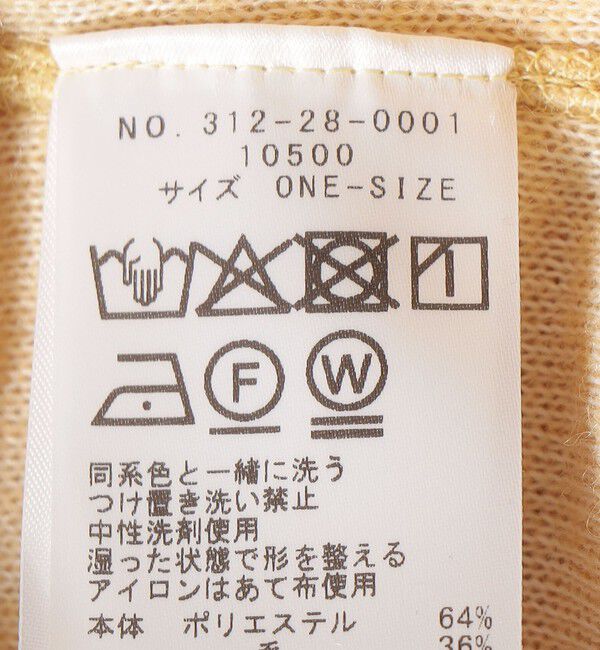 NO. 312-28-0001
10500
サイズ ONE-SIZE
F W
同系色と一緒に洗う
つけ置き洗い禁止
中性洗剤使用
湿った状態で形を整える
アイロンはあて布使用
本体 ポリエステル 64%
36%